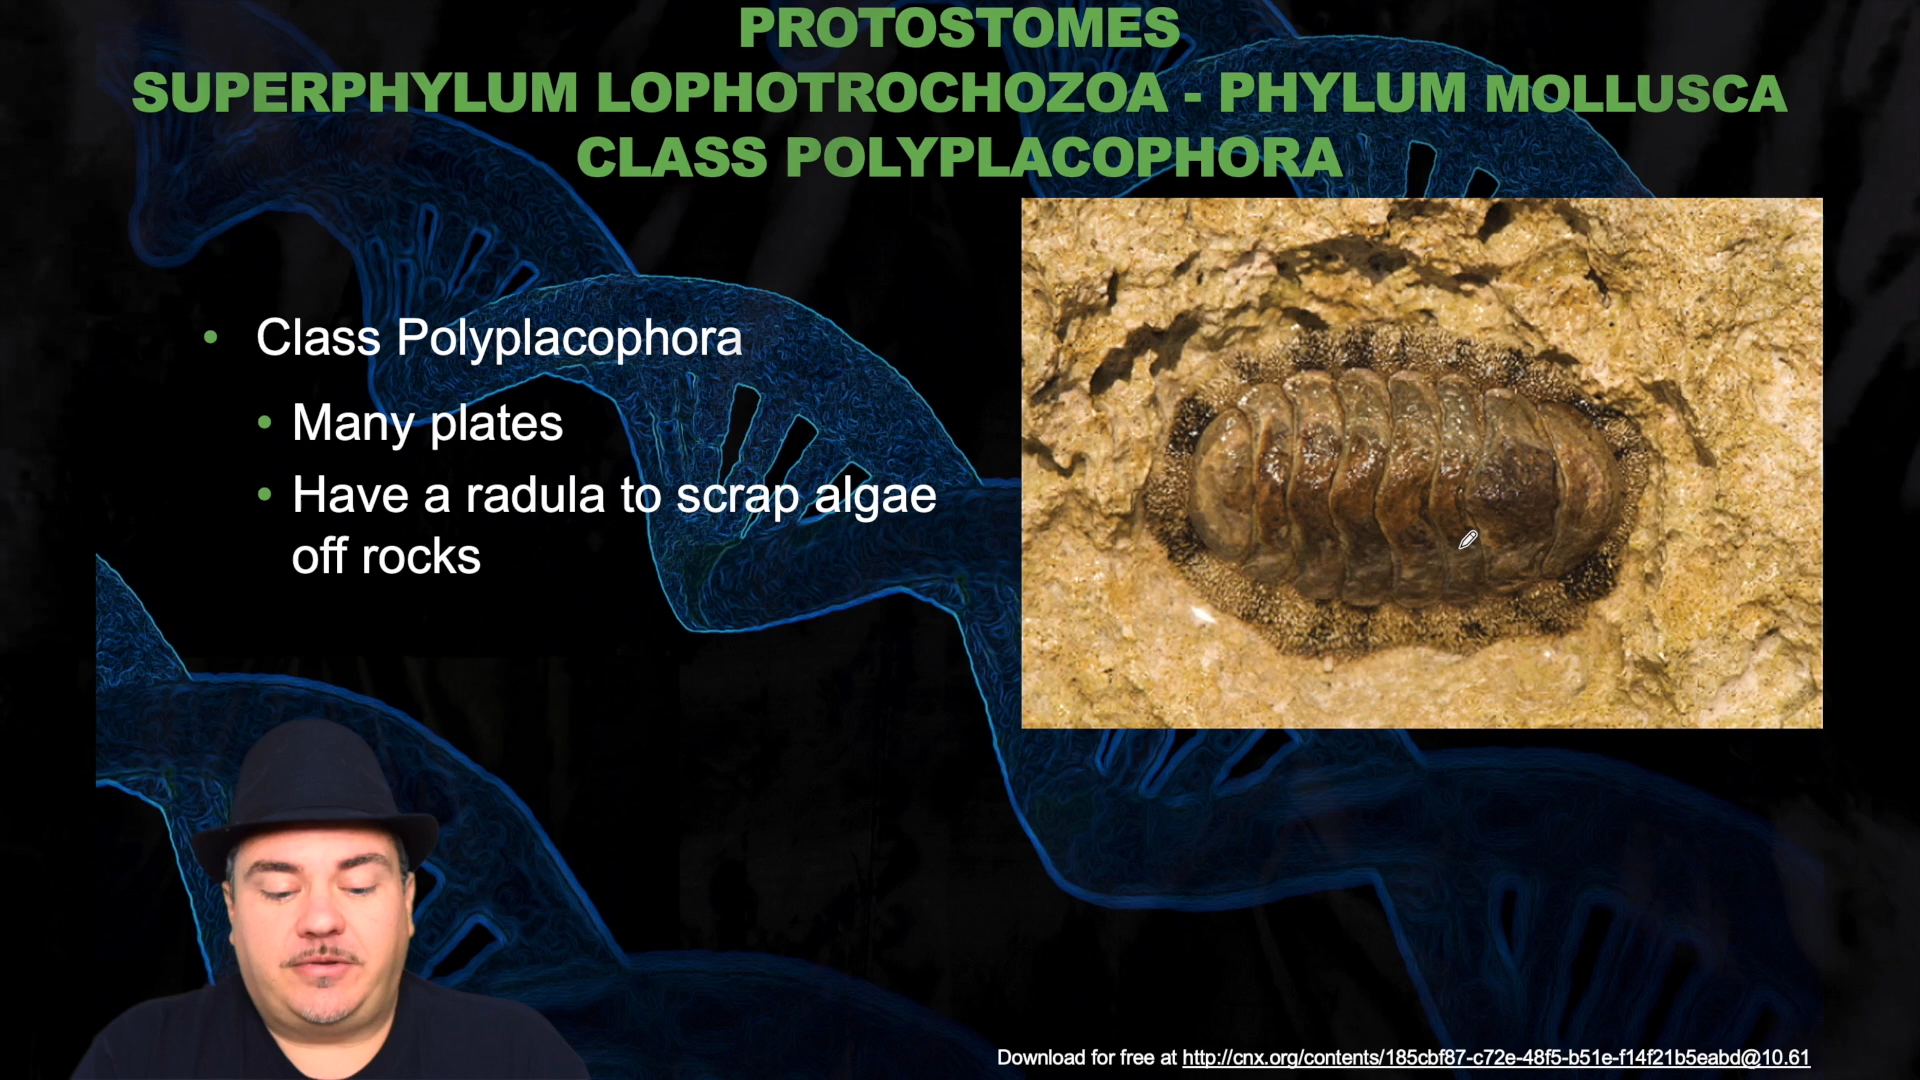 PROTOSTOMES
SUPERPHYLUM LOPHOTROCHOZOA - PHYLUM MOLLUSCA
CLASS POLYPLACOPHORA
• Class Polyplacophora
• Many plates
• Have a radula to scrap algae
off rocks
Download for free at http://cnx.org/contents/185cbf87-c72e-48f5-b51e-f14f21b5eabd@10.61